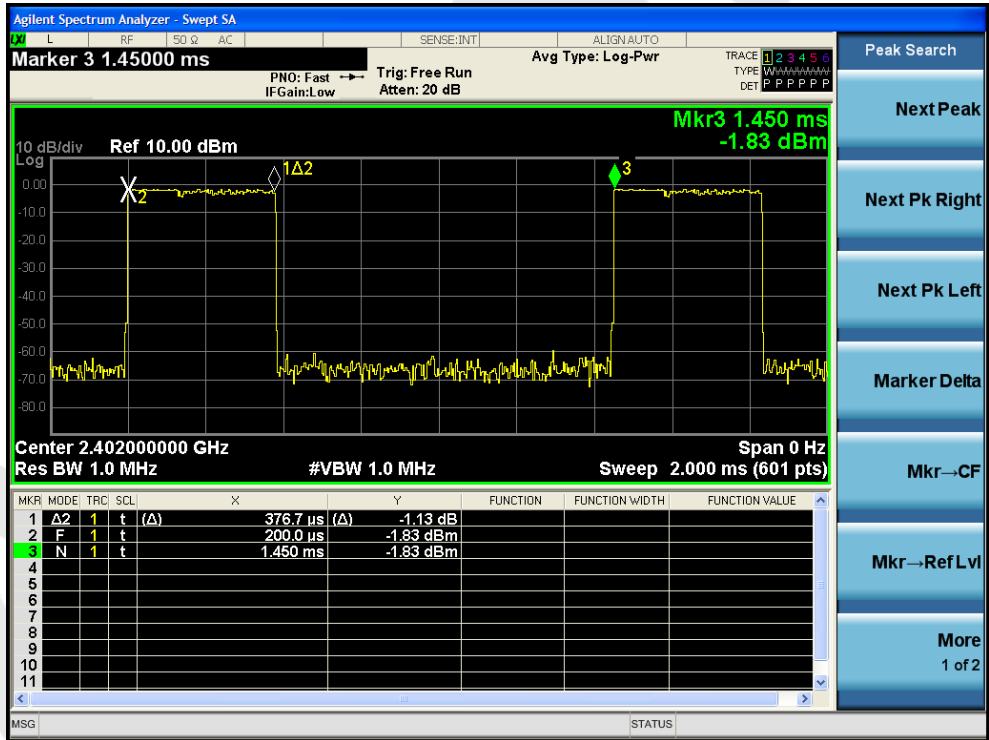 Agilent Spectrum Analyzer - Swept SA
LXI L RF 50 Ω AC SENSE:INT ALIGN AUTO
Marker 3 1.45000 ms
PNO: Fast
IFGain:Low
Trig: Free Run
Atten: 20 dB
Avg Type: Log-Pwr
TRACE 1 2 3 4 5 6
TYPE
DET P P P P P P
Mkr3 1.450 ms
-1.83 dBm
10 dB/div Ref 10.00 dBm
Log
0.00
-10.0
-20.0
-30.0
-40.0
-50.0
-60.0
-70.0
-80.0
X2
1Δ2
3
Center 2.402000000 GHz Span 0 Hz
Res BW 1.0 MHz #VBW 1.0 MHz Sweep 2.000 ms (601 pts)
MKR MODE TRC SCL X Y FUNCTION FUNCTION WIDTH FUNCTION VALUE
1 Δ2 1 t (Δ) 376.7 µs (Δ) -1.13 dB
2 F 1 t 200.0 µs -1.83 dBm
3 N 1 t 1.450 ms -1.83 dBm
4
5
6
7
8
9
10
11
MSG STATUS
Peak Search
Next Peak
Next Pk Right
Next Pk Left
Marker Delta
Mkr→CF
Mkr→Ref Lvl
More
1 of 2